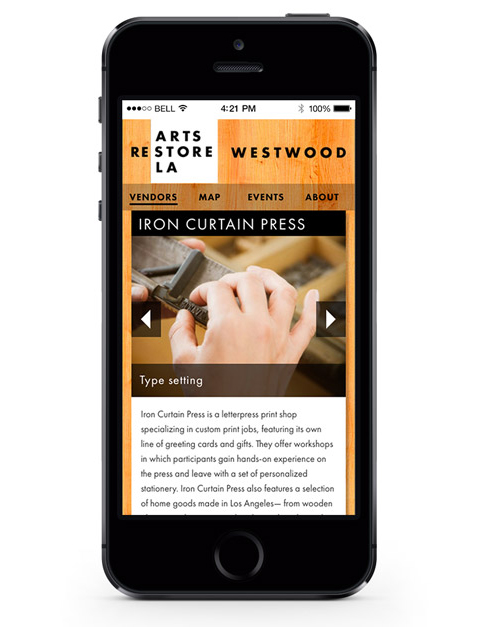 BELL 4:21 PM 100%
ARTS
RE STORE WESTWOOD
LA
VENDORS MAP EVENTS ABOUT
IRON CURTAIN PRESS
Type setting
Iron Curtain Press is a letterpress print shop
specializing in custom print jobs, featuring its own
line of greeting cards and gifts. They offer workshops
in which participants gain hands-on experience on
the press and leave with a set of personalized
stationery. Iron Curtain Press also features a selection
of home goods made in Los Angeles— from wooden